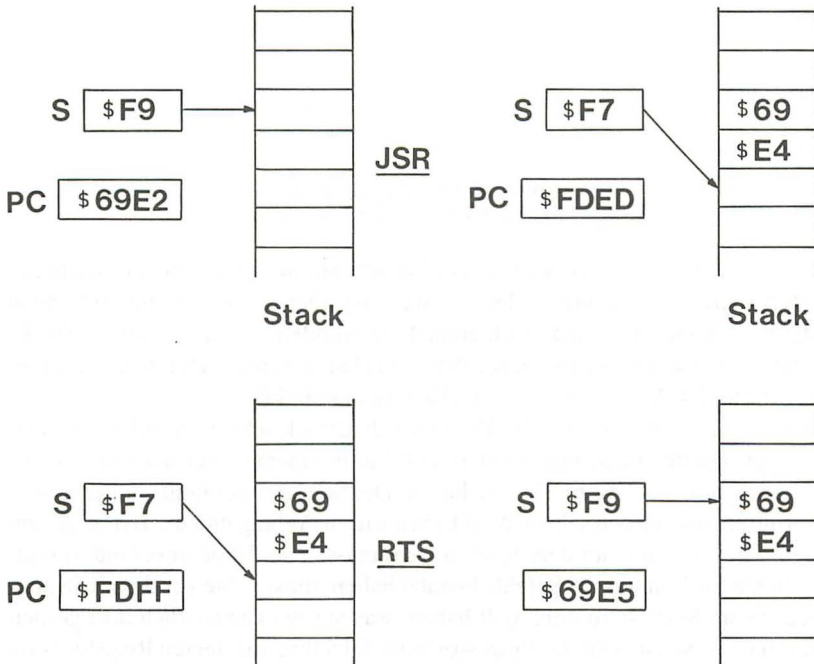 S $F9
PC $69E2
Stack
JSR
S $F7
PC $FDED
$69
$E4
Stack
S $F7
PC $FDFF
$69
$E4
RTS
S $F9
$69E5
$69
$E4